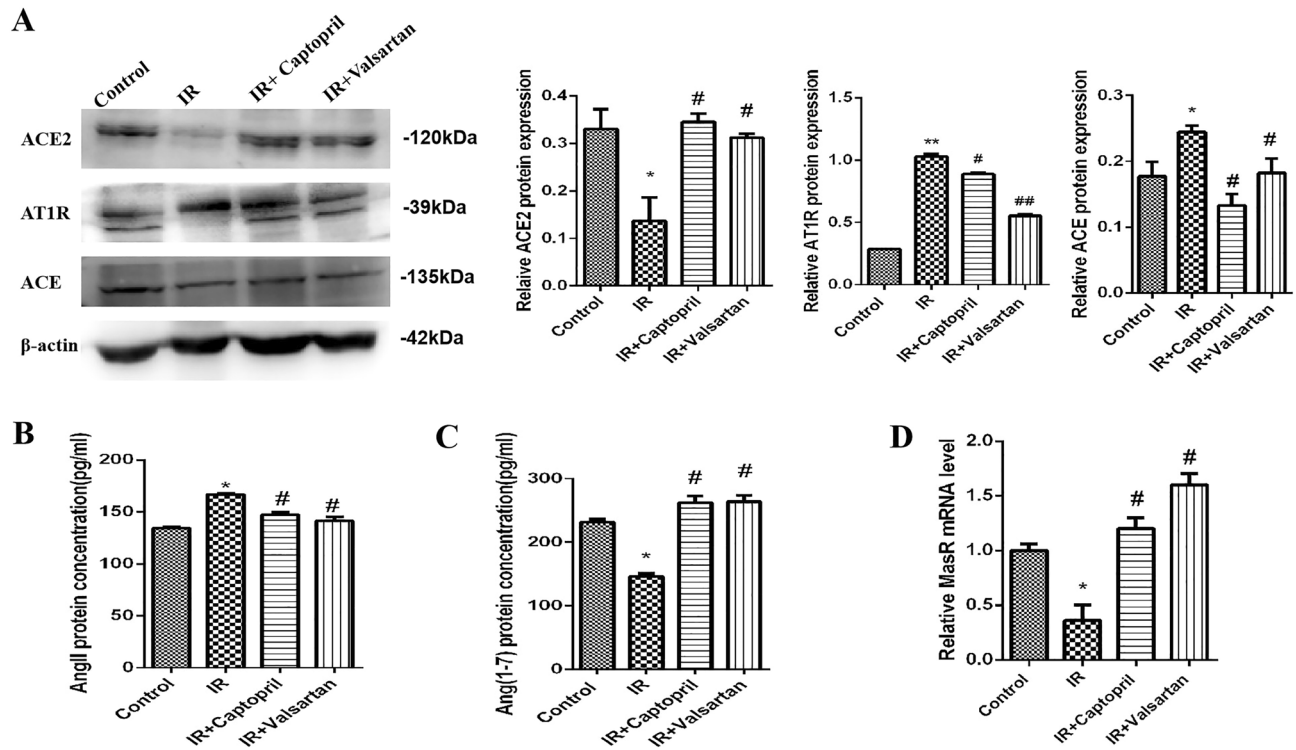 A
Control
IR
IR+ Captopril
IR+Valsartan
ACE2
-120kDa
AT1R
-39kDa
ACE
-135kDa
β-actin
-42kDa
Relaive ACE2 protein expression
0.4
0.3
0.2
0.1
0.0
#
#
*
Control
IR
IR+Captopril
IR+Valsartan
Relative AT1R protein expression
1.5
1.0
0.5
0.0
**
#
##
Control
IR
IR+Captopril
IR+Valsartan
Relative ACE protein expression
0.3
0.2
0.1
0.0
*
#
#
Control
IR
IR+Captopril
IR+Valsartan
B
AngII protein concentration(pg/ml)
200
150
100
50
0
*
#
#
Control
IR
IR+Captopril
IR+Valsartan
C
Ang(1-7) protein concentration(pg/ml)
300
200
100
0
*
#
#
Control
IR
IR+Captopril
IR+Valsartan
D
Relative MasR mRNA level
2.0
1.5
1.0
0.5
0.0
*
#
#
Control
IR
IR+Captopril
IR+Valsartan